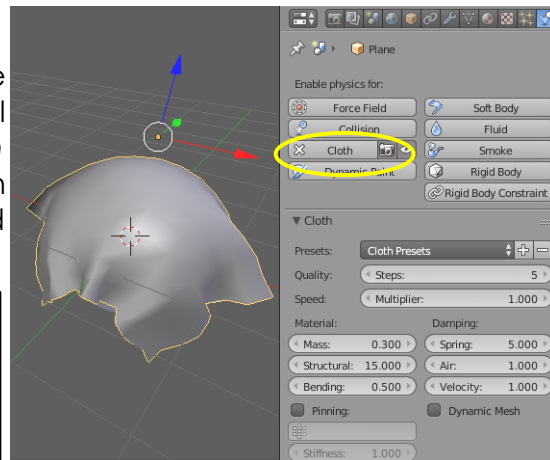 Plane
Enable physics for:
Force Field Soft Body
Collision Fluid
Cloth Smoke
Dynamic Paint Rigid Body
Rigid Body Constraint
Cloth
Presets: Cloth Presets
Quality: Steps: 5
Speed: Multiplier: 1.000
Material: Damping:
Mass: 0.300 Spring: 5.000
Structural: 15.000 Air: 1.000
Bending: 0.500 Velocity: 1.000
Pinning: Dynamic Mesh
Stiffness: 1.000